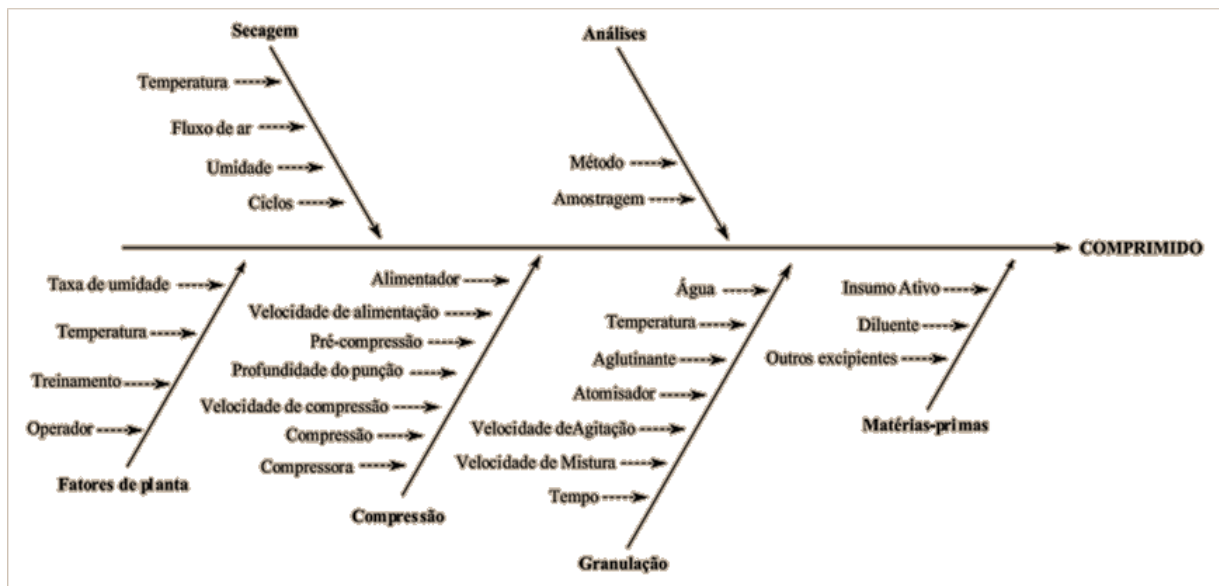 Secagem
Temperatura
Fluxo de ar
Umidade
Ciclos
Análises
Método
Amostragem
COMPRIMIDO
Taxa de umidade
Temperatura
Treinamento
Operador
Fatores de planta
Alimentador
Velocidade de alimentação
Pré-compressão
Profundidade do punção
Velocidade de compressão
Compressão
Compressora
Compressão
Água
Temperatura
Aglutinante
Atomisador
Velocidade deAgitação
Velocidade de Mistura
Tempo
Granulação
Insumo Ativo
Diluente
Outros excipientes
Matérias-primas